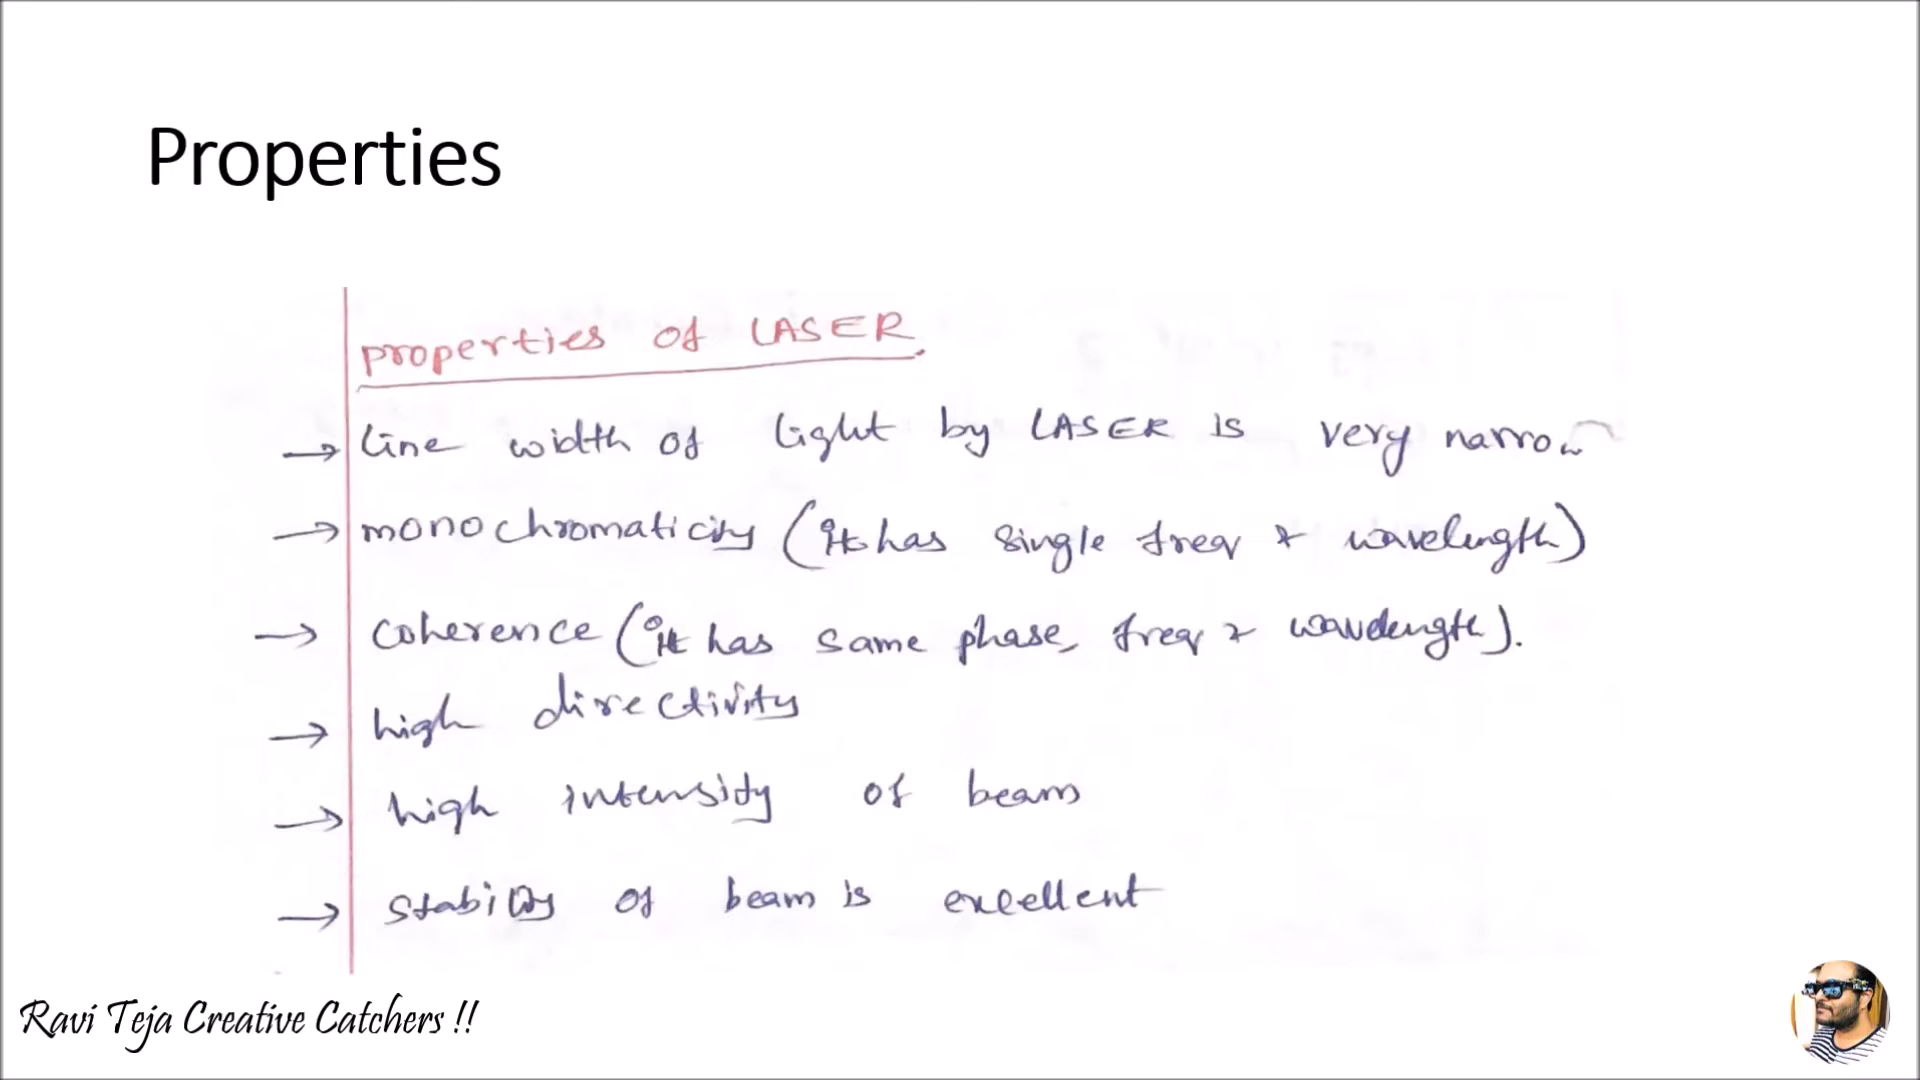 Properties
properties of LASER.
→ Line width of light by LASER is very narrow
→ monochromaticity (it has single freq & wavelength)
→ coherence (it has same phase, freq & wavelength).
→ high directivity
→ high intensity of beam
→ stability of beam is excellent
Ravi Teja Creative Catchers !!